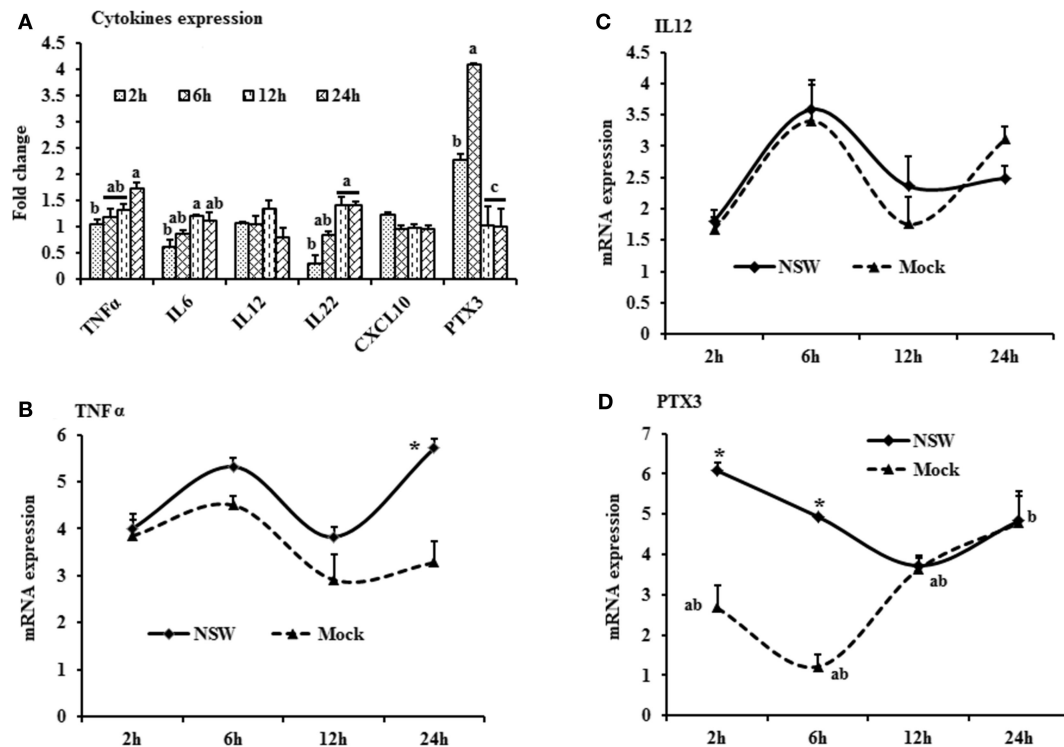 A
Cytokines expression
4.5
4
3.5
3
2.5
2
1.5
1
0.5
0
Fold change
2h 6h 12h 24h
b ab a
b ab a ab
b ab a
b a c
TNFα IL6 IL12 IL22 CXCL10 PTX3
B
TNFα
6
5
4
3
2
1
0
mRNA expression
*
NSW Mock
2h 6h 12h 24h
C
IL12
4.5
4
3.5
3
2.5
2
1.5
1
0.5
0
mRNA expression
NSW Mock
2h 6h 12h 24h
D
PTX3
7
6
5
4
3
2
1
0
mRNA expression
NSW
Mock
* *
ab ab ab b
2h 6h 12h 24h